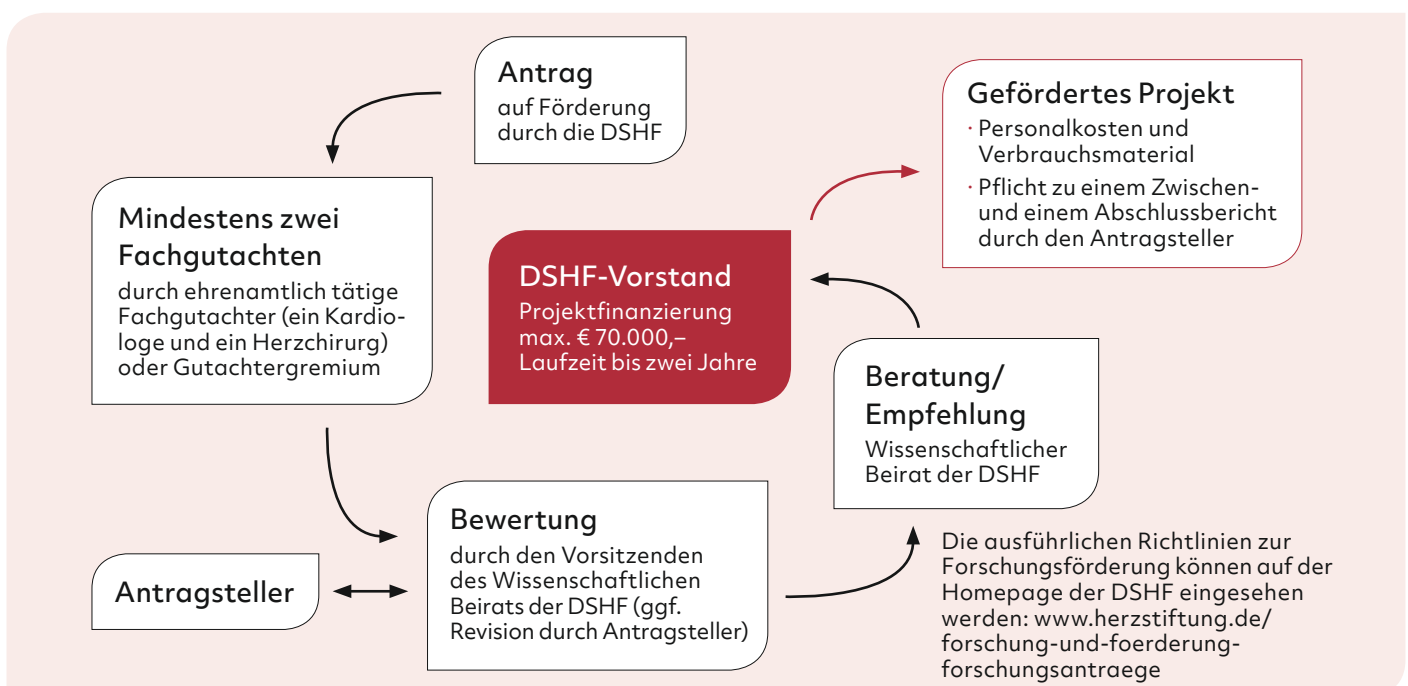 Antrag
auf Förderung
durch die DSHF
Mindestens zwei
Fachgutachten
durch ehrenamtlich tätige
Fachgutachter (ein Kardio-
loge und ein Herzchirurg)
oder Gutachtergremium
Antragsteller
Bewertung
durch den Vorsitzenden
des Wissenschaftlichen
Beirats der DSHF (ggf.
Revision durch Antragsteller)
Beratung/
Empfehlung
Wissenschaftlicher
Beirat der DSHF
DSHF-Vorstand
Projektfinanzierung
max. € 70.000,–
Laufzeit bis zwei Jahre
Gefördertes Projekt
· Personalkosten und
Verbrauchsmaterial
· Pflicht zu einem Zwischen-
und einem Abschlussbericht
durch den Antragsteller
Die ausführlichen Richtlinien zur
Forschungsförderung können auf der
Homepage der DSHF eingesehen
werden: www.herzstiftung.de/
forschung-und-foerderung-
forschungsantraege